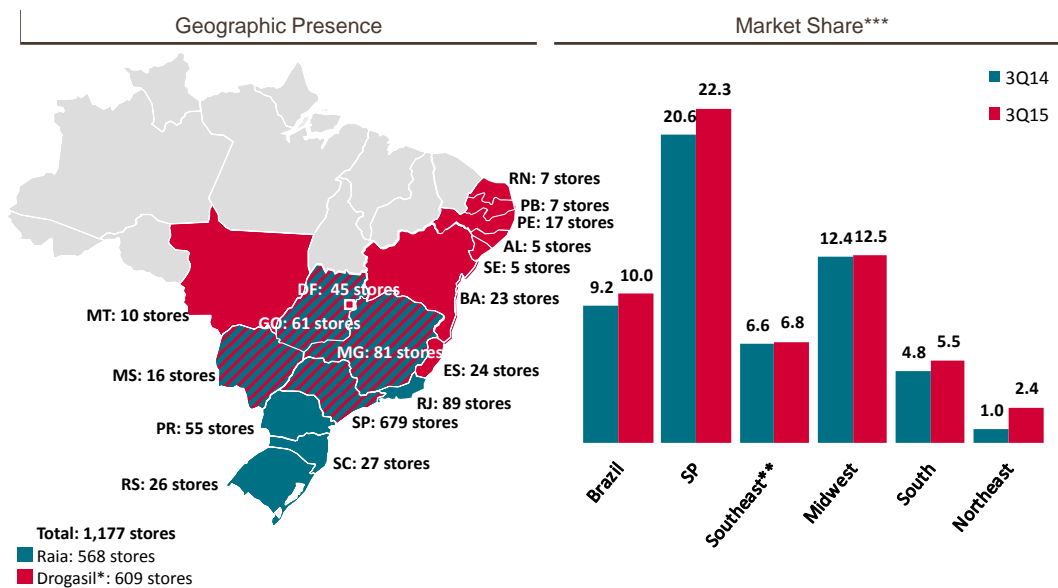 Geographic Presence
RN: 7 stores
PB: 7 stores
PE: 17 stores
AL: 5 stores
SE: 5 stores
DF: 45 stores
BA: 23 stores
MT: 10 stores
GO: 61 stores
MG: 81 stores
MS: 16 stores
ES: 24 stores
RJ: 89 stores
SP: 679 stores
PR: 55 stores
SC: 27 stores
RS: 26 stores
Total: 1,177 stores
Raia: 568 stores
Drogasil*: 609 stores
Market Share***
3Q14
3Q15
9.2 10.0
20.6 22.3
6.6 6.8
12.4 12.5
4.8 5.5
1.0 2.4
Brazil
SP
Southeast**
Midwest
South
Northeast